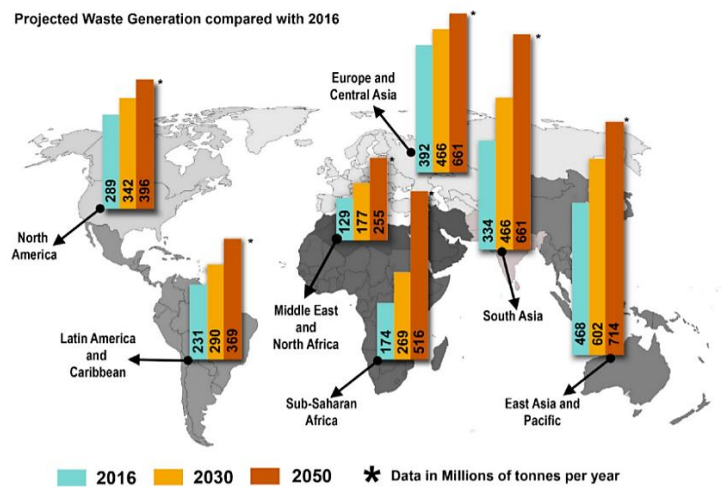 Projected Waste Generation compared with 2016
*
289
342
396
North
America
*
231
290
369
Latin America
and
Caribbean
Europe and
Central Asia
*
392
466
661
*
129
177
255
Middle East
and
North Africa
*
174
269
516
Sub-Saharan
Africa
*
334
466
661
South Asia
*
468
602
714
East Asia and
Pacific
2016 2030 2050 * Data in Millions of tonnes per year